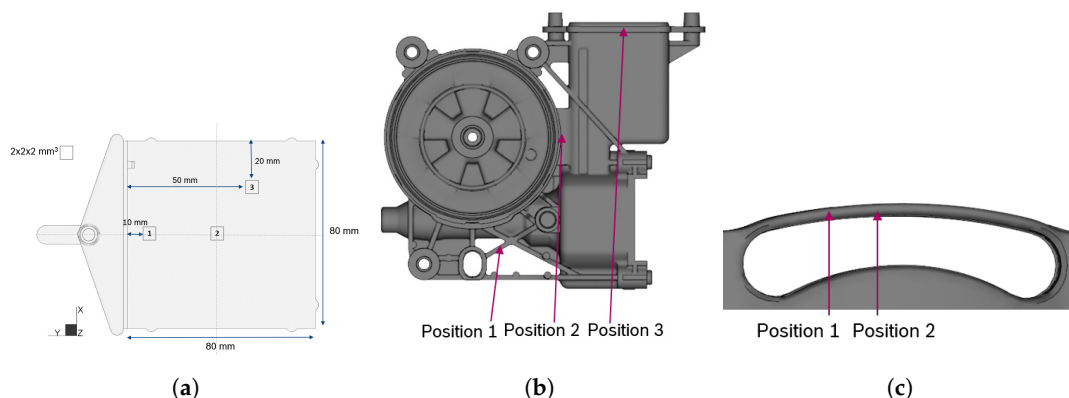 2x2x2 mm³
20 mm
50 mm
3
10 mm
1
2
80 mm
X
Y
Z
80 mm
Position 1
Position 2
Position 3
Position 1
Position 2
(a)
(b)
(c)